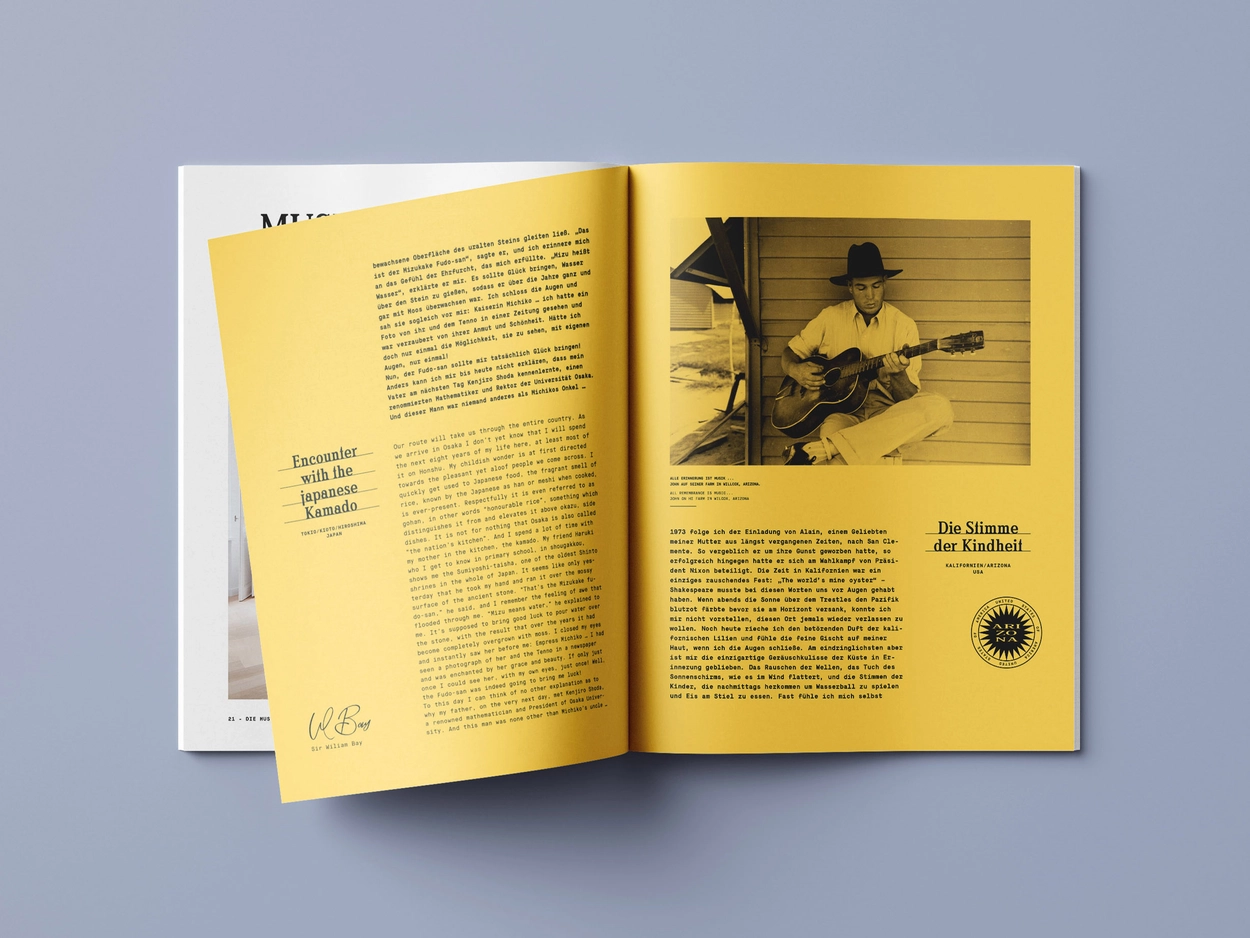 MUS
21 - DIE MUS
bewachsene Oberfläche des uralten Steins gleiten ließ. „Das
ist der Mizukake Fudo-san“, sagte er, und ich erinnere mich
an das Gefühl der Ehrfurcht, das mich erfüllte. „Mizu heißt
Wasser“, erklärte er mir. Es sollte Glück bringen, Wasser
über den Stein zu gießen, sodass er über die Jahre ganz und
gar mit Moos überwachsen war. Ich schloss die Augen und
sah sie sogleich vor mir: Kaiserin Michiko … ich hatte ein
Foto von ihr und dem Tenno in einer Zeitung gesehen und
war verzaubert von ihrer Anmut und Schönheit. Hätte ich
doch nur einmal die Möglichkeit, sie zu sehen, mit eigenen
Augen, nur einmal!
Nun, der Fudo-san sollte mir tatsächlich Glück bringen!
Anders kann ich mir bis heute nicht erklären, dass mein
Vater am nächsten Tag Kenjiro Shoda kennenlernte, einen
renommierten Mathematiker und Rektor der Universität Osaka.
Und dieser Mann war niemand anderes als Michikos Onkel …
Our route will take us through the entire country. As
we arrive in Osaka I don't yet know that I will spend
the next eight years of my life here, at least most of
it on Honshu. My childish wonder is at first directed
towards the pleasant yet aloof people we come across. I
quickly get used to Japanese food, the fragrant smell of
rice, known by the Japanese as han or meshi when cooked,
is ever-present. Respectfully it is even referred to as
gohan, in other words "honourable rice", something which
distinguishes it from and elevates it above okazu, side
dishes. It is not for nothing that Osaka is also called
"the nation's kitchen". And I spend a lot of time with
my mother in the kitchen, the kamado. My friend Haruki
who I get to know in primary school, in shougakkou,
shows me the Sumiyoshi-taisha, one of the oldest Shinto
shrines in the whole of Japan. It seems like only yes-
terday that he took my hand and ran it over the mossy
surface of the ancient stone. "That's the Mizukake Fu-
do-san," he said, and I remember the feeling of awe that
flooded through me. "Mizu means water," he explained to
me. It's supposed to bring good luck to pour water over
the stone, with the result that over the years it had
become completely overgrown with moss. I closed my eyes
and instantly saw her before me: Empress Michiko … I had
seen a photograph of her and the Tenno in a newspaper
and was enchanted by her grace and beauty. If only just
once I could see her, with my own eyes, just once! Well,
the Fudo-san was indeed going to bring me luck!
To this day I can think of no other explanation as to
why my father, on the very next day, met Kenjiro Shoda,
a renowned mathematician and President of Osaka Univer-
sity. And this man was none other than Michiko's uncle …
Encounter
with the
japanese
Kamado
TOKIO/KIOTO/HIROSHIMA
JAPAN
W. Bay
Sir William Bay
ALLE ERINNERUNG IST MUSIK ...
JOHN AUF SEINER FARM IN WILLCOX, ARIZONA.
ALL REMEMBRANCE IS MUSIC...
JOHN ON HIS FARM IN WILCOX, ARIZONA
1973 folge ich der Einladung von Alain, einem Geliebten
meiner Mutter aus längst vergangenen Zeiten, nach San Cle-
mente. So vergeblich er um ihre Gunst geworben hatte, so
erfolgreich hingegen hatte er sich am Wahlkampf von Präsi-
dent Nixon beteiligt. Die Zeit in Kalifornien war ein
einziges rauschendes Fest: „The world's mine oyster“ –
Shakespeare musste bei diesen Worten uns vor Augen gehabt
haben. Wenn abends die Sonne über dem Trestles den Pazifik
blutrot färbte bevor sie am Horizont versank, konnte ich
mir nicht vorstellen, diesen Ort jemals wieder verlassen zu
wollen. Noch heute rieche ich den betörenden Duft der kali-
fornischen Lilien und fühle die Feine Gischt auf meiner
Haut, wenn ich die Augen schließe. Am eindringlichsten aber
ist mir die einzigartige Geräuschkulisse der Küste in Er-
innerung geblieben. Das Rauschen der Wellen, das Tuch des
Sonnenschirms, wie es im Wind flattert, und die Stimmen der
Kinder, die nachmittags herkommen um Wasserball zu spielen
und Eis am Stiel zu essen. Fast fühle ich mich selbst
Die Stimme
der Kindheit
KALIFORNIEN/ARIZONA
USA
UNITED STATES OF AMERICA
ARI
ZO
NA